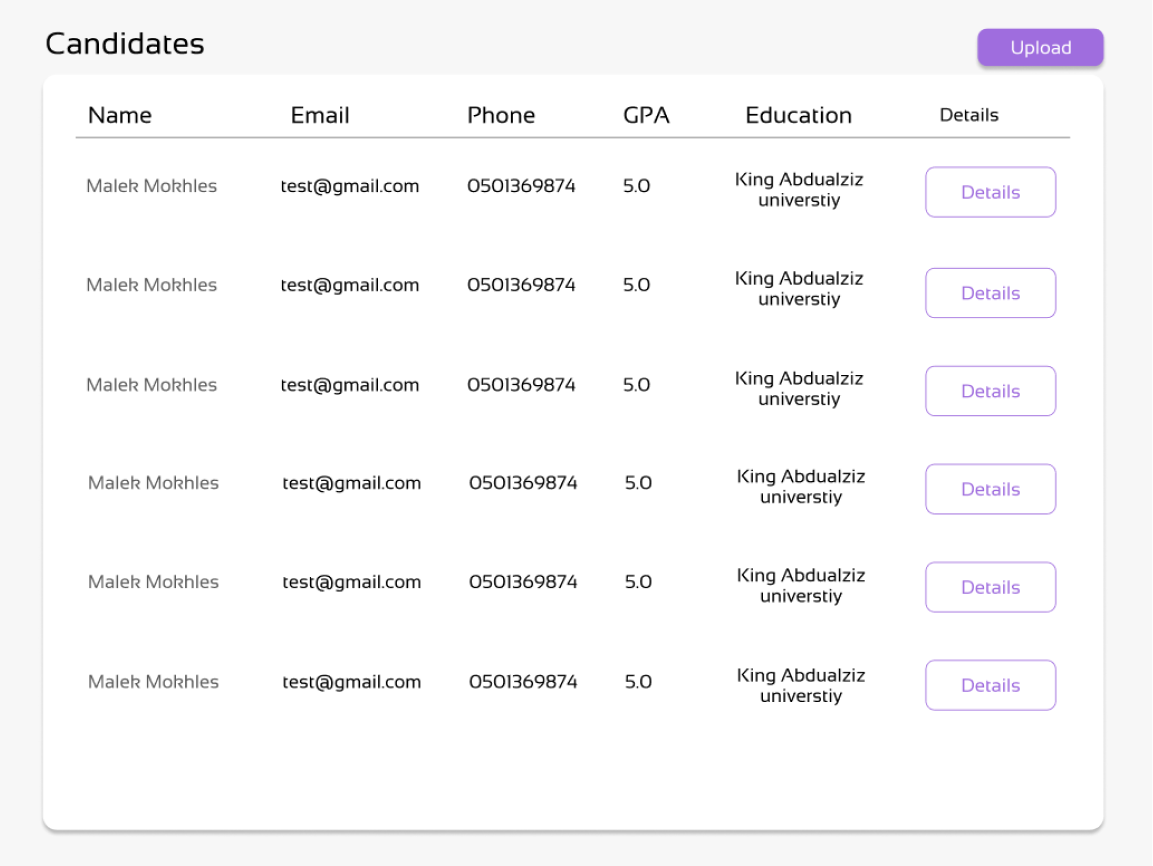 Candidates
Upload
Name Email Phone GPA Education Details
Malek Mokhles test@gmail.com 0501369874 5.0 King Abdualziz
universtiy
Details
Malek Mokhles test@gmail.com 0501369874 5.0 King Abdualziz
universtiy
Details
Malek Mokhles test@gmail.com 0501369874 5.0 King Abdualziz
universtiy
Details
Malek Mokhles test@gmail.com 0501369874 5.0 King Abdualziz
universtiy
Details
Malek Mokhles test@gmail.com 0501369874 5.0 King Abdualziz
universtiy
Details
Malek Mokhles test@gmail.com 0501369874 5.0 King Abdualziz
universtiy
Details